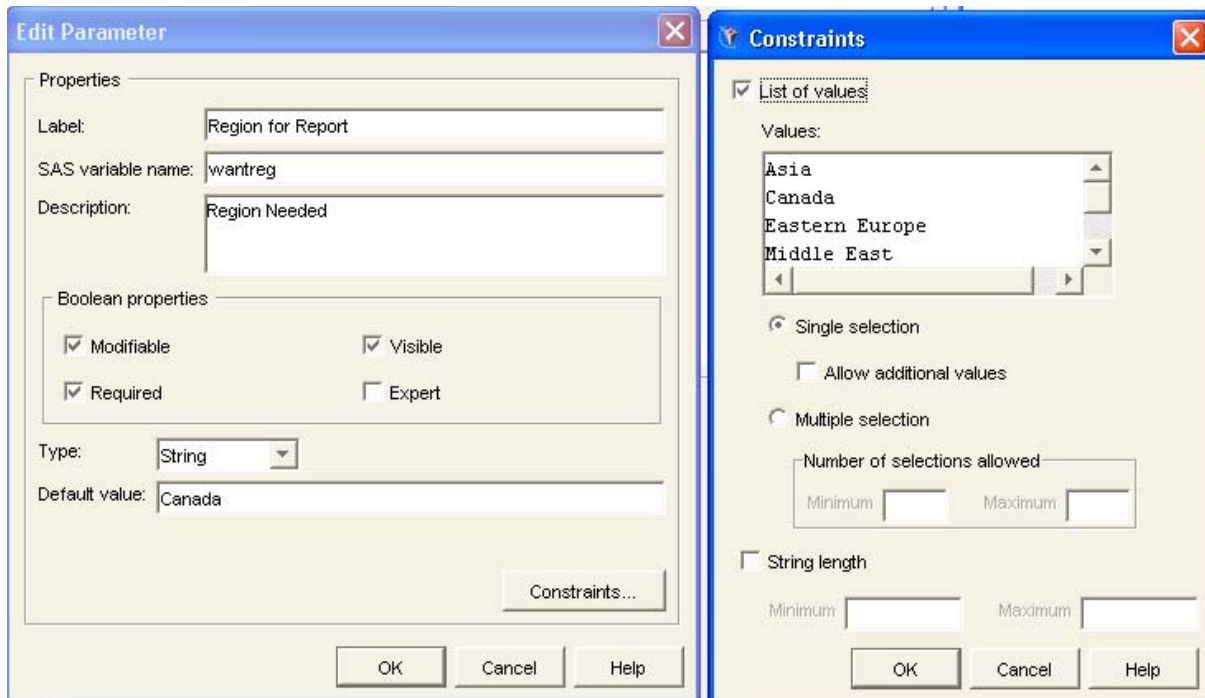 Edit Parameter
Properties
Label: Region for Report
SAS variable name: wantreg
Description: Region Needed
Boolean properties
Modifiable Visible
Required Expert
Type: String
Default value: Canada
Constraints...
OK Cancel Help
Constraints
List of values
Values:
Asia
Canada
Eastern Europe
Middle East
Single selection
Allow additional values
Multiple selection
Number of selections allowed
Minimum Maximum
String length
Minimum Maximum
OK Cancel Help